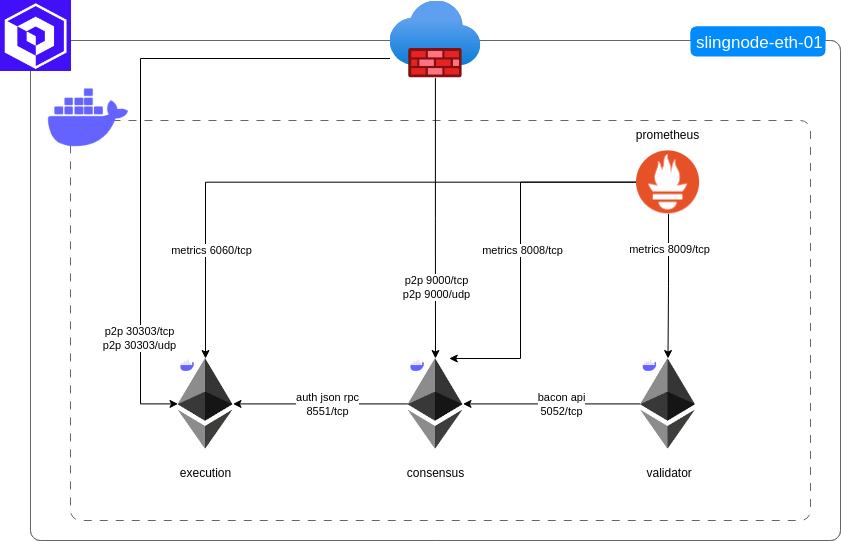 slingnode-eth-01
prometheus
metrics 6060/tcp
metrics 8008/tcp
metrics 8009/tcp
p2p 9000/tcp
p2p 9000/udp
p2p 30303/tcp
p2p 30303/udp
auth json rpc
8551/tcp
bacon api
5052/tcp
execution
consensus
validator